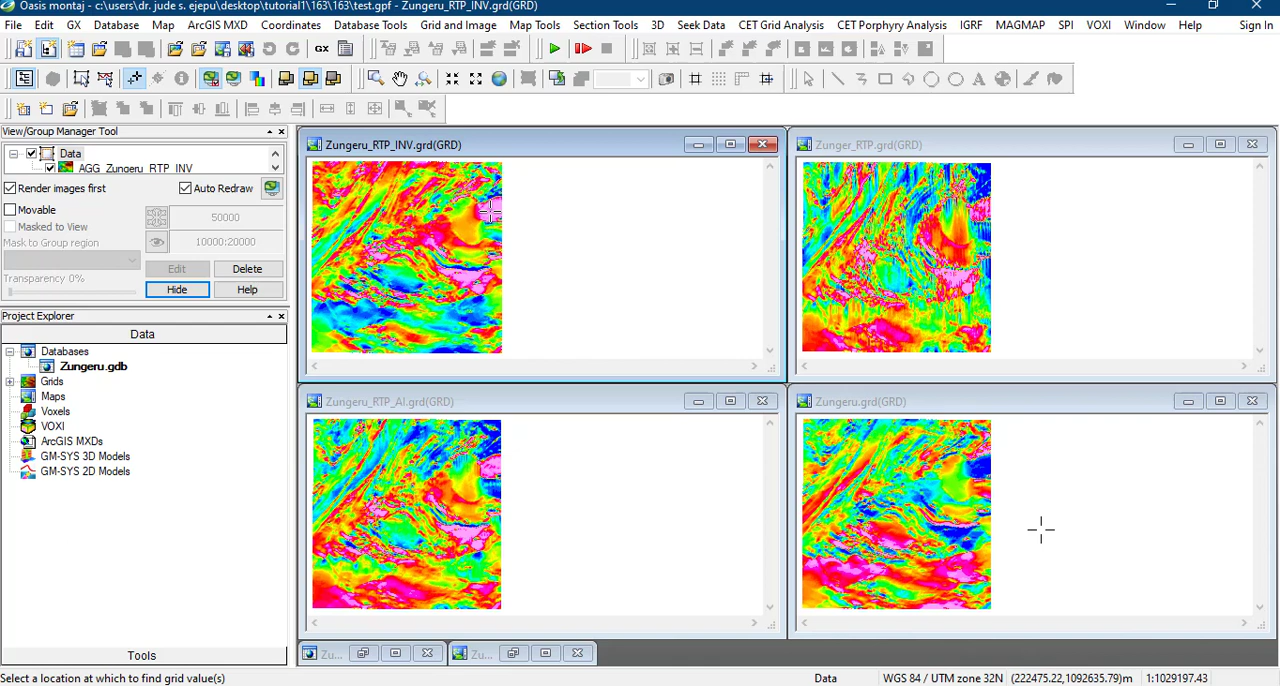 Oasis montaj - c:\users\dr. jude s. ejepu\desktop\tutorial1\163\163\test.gpf - Zungeru_RTP_INV.grd(GRD)
File Edit GX Database Map ArcGIS MXD Coordinates Database Tools Grid and Image Map Tools Section Tools 3D Seek Data CET Grid Analysis CET Porphyry Analysis IGRF MAGMAP SPI VOXI Window Help Sign In
GX
View/Group Manager Tool
Data
AGG_Zungeru_RTP_INV
Render images first Auto Redraw
Movable 50000
Masked to View
Mask to Group region 10000:20000
Transparency 0% Edit Delete
Hide Help
Project Explorer
Data
Databases
Zungeru.gdb
Grids
Maps
Voxels
VOXI
ArcGIS MXDs
GM-SYS 3D Models
GM-SYS 2D Models
Tools
Zungeru_RTP_INV.grd(GRD)
Zunger_RTP.grd(GRD)
Zungeru_RTP_AI.grd(GRD)
Zungeru.grd(GRD)
Zu... Zu...
Select a location at which to find grid value(s) Data WGS 84 / UTM zone 32N (222475.22,1092635.79)m 1:1029197.43